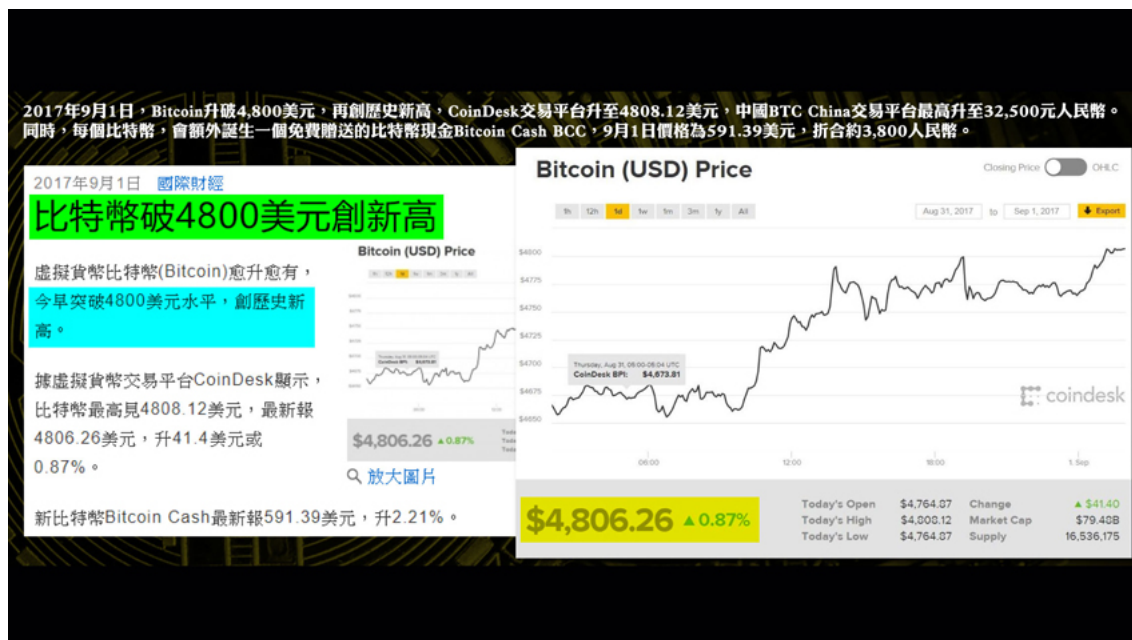 2017年9月1日，Bitcoin升破4,800美元，再創歷史新高，CoinDesk交易平台升至4808.12美元，中國BTC China交易平台最高升至32,500元人民幣。
同時，每個比特幣，會額外誕生一個免費贈送的比特幣現金Bitcoin Cash BCC，9月1日價格為591.39美元，折合約3,800人民幣。
2017年9月1日 國際財經
比特幣破4800美元創新高
虛擬貨幣比特幣(Bitcoin)愈升愈有，
今早突破4800美元水平，創歷史新
高。
據虛擬貨幣交易平台CoinDesk顯示，
比特幣最高見4808.12美元，最新報
4806.26美元，升41.4美元或
0.87%。
新比特幣Bitcoin Cash最新報591.39美元，升2.21%。
Bitcoin (USD) Price
$4,806.26 ▲0.87%
放大圖片
Bitcoin (USD) Price
Closing Price OHLC
1h 12h 1d 1w 1m 3m 1y All
Aug 31, 2017 to Sep 1, 2017 Export
$4800
$4775
$4750
$4725
$4700
$4675
$4650
Thursday, Aug 31, 05:00-05:04 UTC
CoinDesk BPI: $4,673.81
coindesk
06:00 12:00 18:00 1. Sep
$4,806.26 ▲0.87%
Today's Open $4,764.87 Change ▲ $41.40
Today's High $4,808.12 Market Cap $79.48B
Today's Low $4,764.87 Supply 16,536,175